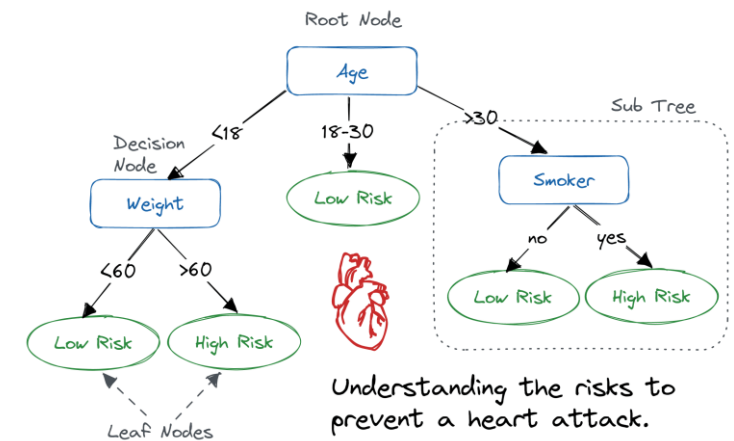 Root Node
Age
Sub Tree
<18
18-30
>30
Decision
Node
Weight
Low Risk
Smoker
no
yes
<60
>60
Low Risk
High Risk
Low Risk
High Risk
Leaf Nodes
Understanding the risks to
prevent a heart attack.